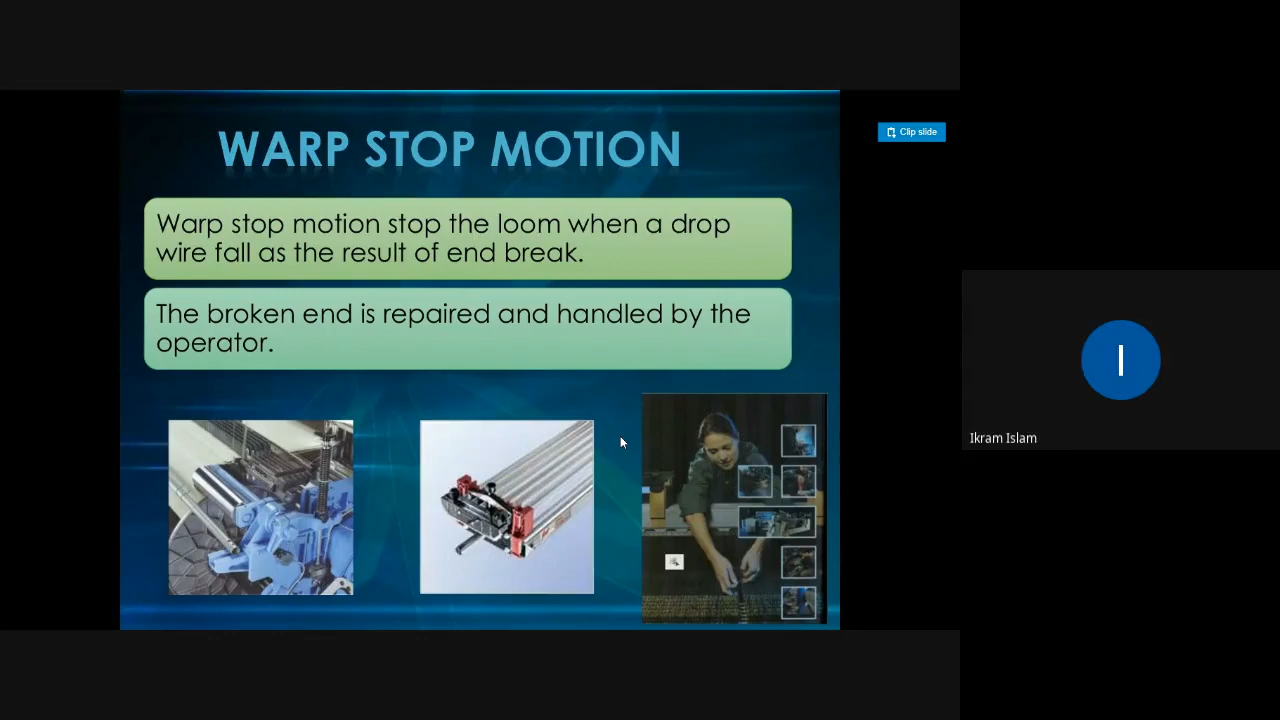 WARP STOP MOTION
Clip slide
Warp stop motion stop the loom when a drop
wire fall as the result of end break.
The broken end is repaired and handled by the
operator.
I
Ikram Islam